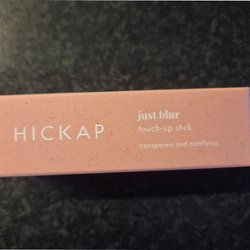 HICKAP
just blur
touch-up stick
transparent and mattifying